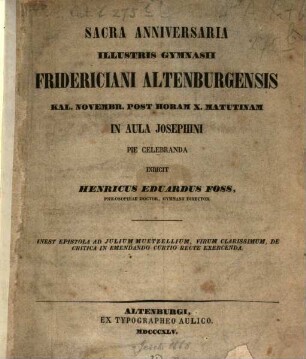 SACRA ANNIVERSARIA
ILLUSTRIS GYMNASII
FRIDERICIANI ALTENBURGENSIS
KAL. NOVEMBR. POST HORAM X. MATUTINAM
IN AULA JOSEPHINI
PIE CELEBRANDA
INDICIT
HENRICUS EDUARDUS FOSS,
PHILOSOPHIAE DOCTOR, GYMNASII DIRECTOR.
INEST EPISTOLA AD JULIUM MUETZELLIUM, VIRUM CLARISSIMUM, DE
CRITICA IN EMENDANDO CURTIO RECTE EXERCENDA.
ALTENBURGI,
EX TYPOGRAPHEO AULICO.
MDCCCXLV.